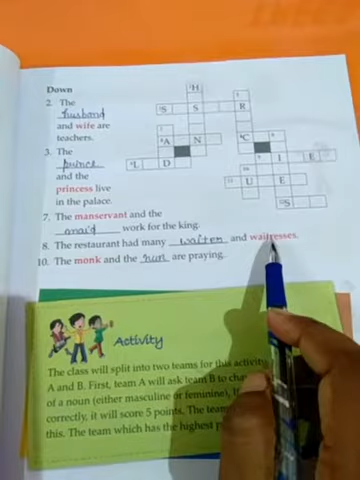 Down
2. The
husband
and wife are
teachers.
3. The
prince
and the
princess live
in the palace.
7. The manservant and the
maid work for the king.
8. The restaurant had many waiters and waitresses.
10. The monk and the nun are praying.
H
S S R
A N C
I E
L D
U E
S
Activity
The class will split into two teams for this activity
A and B. First, team A will ask team B to
of a noun (either masculine or feminine),
correctly, it will score 5 points. The
this. The team which has the highest